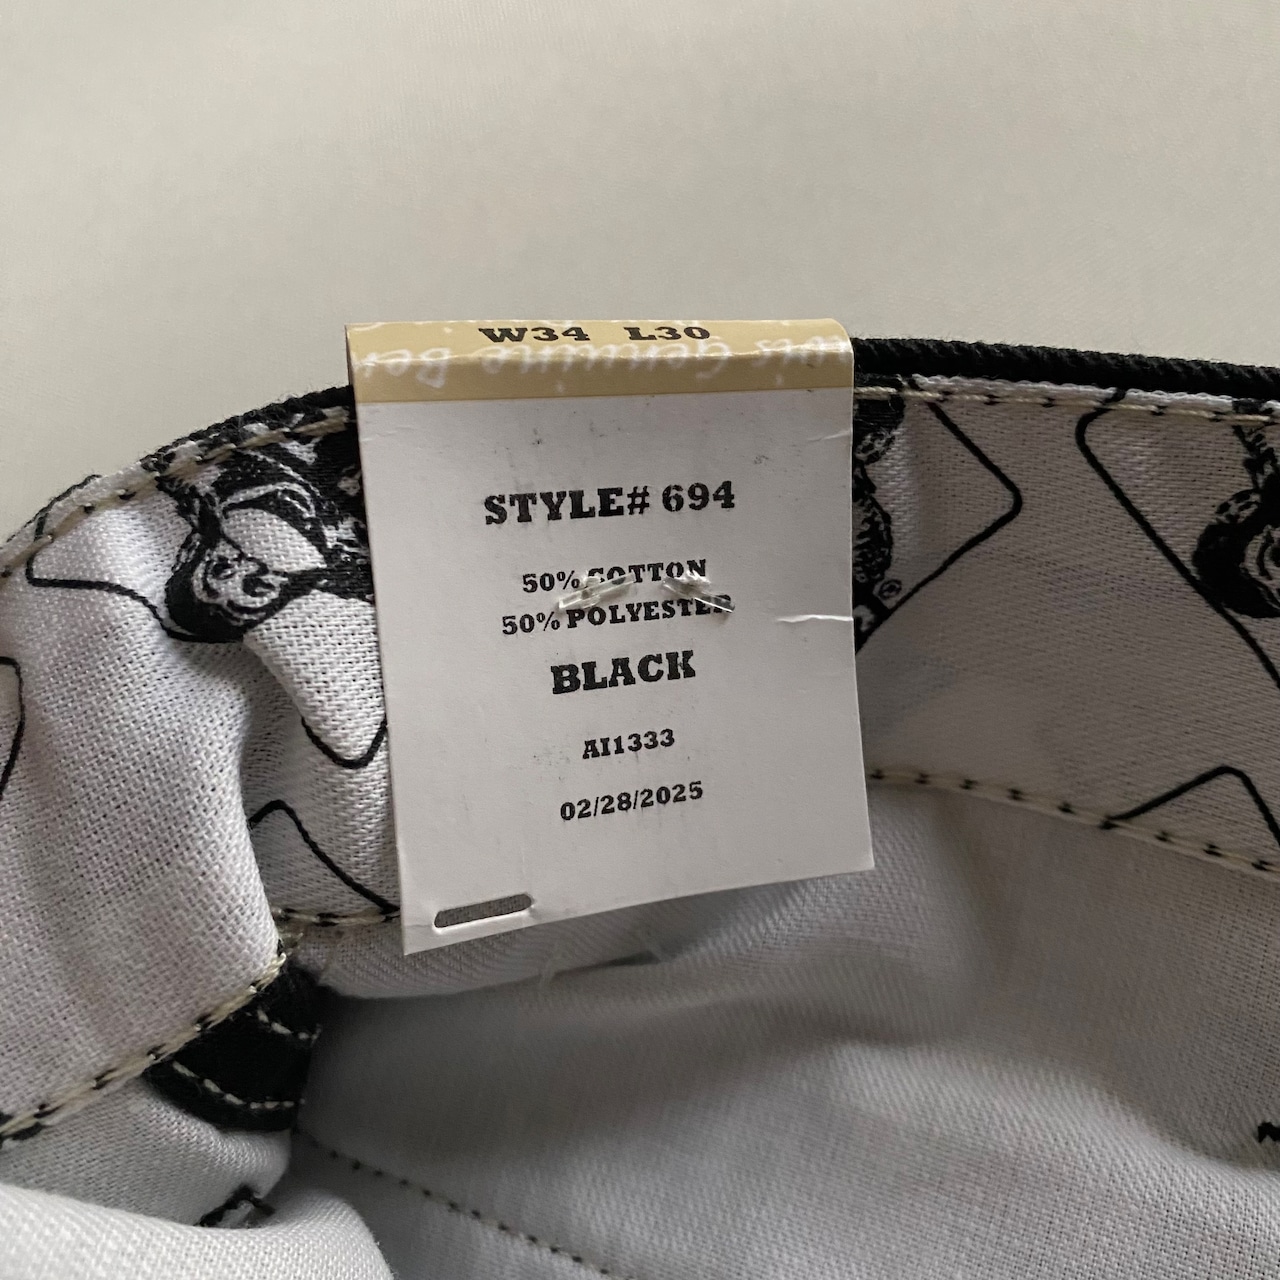 W34 L30
STYLE# 694
50% COTTON
50% POLYESTER
BLACK
AI1333
02/28/2025